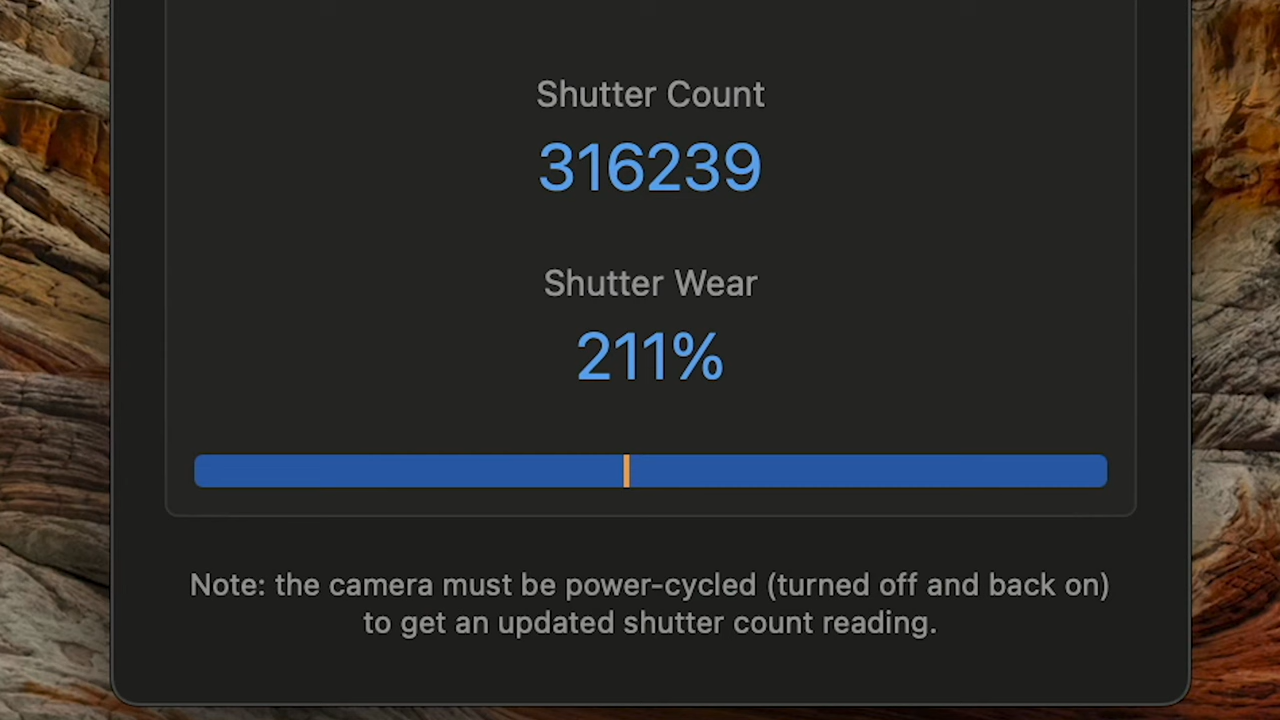 Shutter Count
316239
Shutter Wear
211%
Note: the camera must be power-cycled (turned off and back on)
to get an updated shutter count reading.